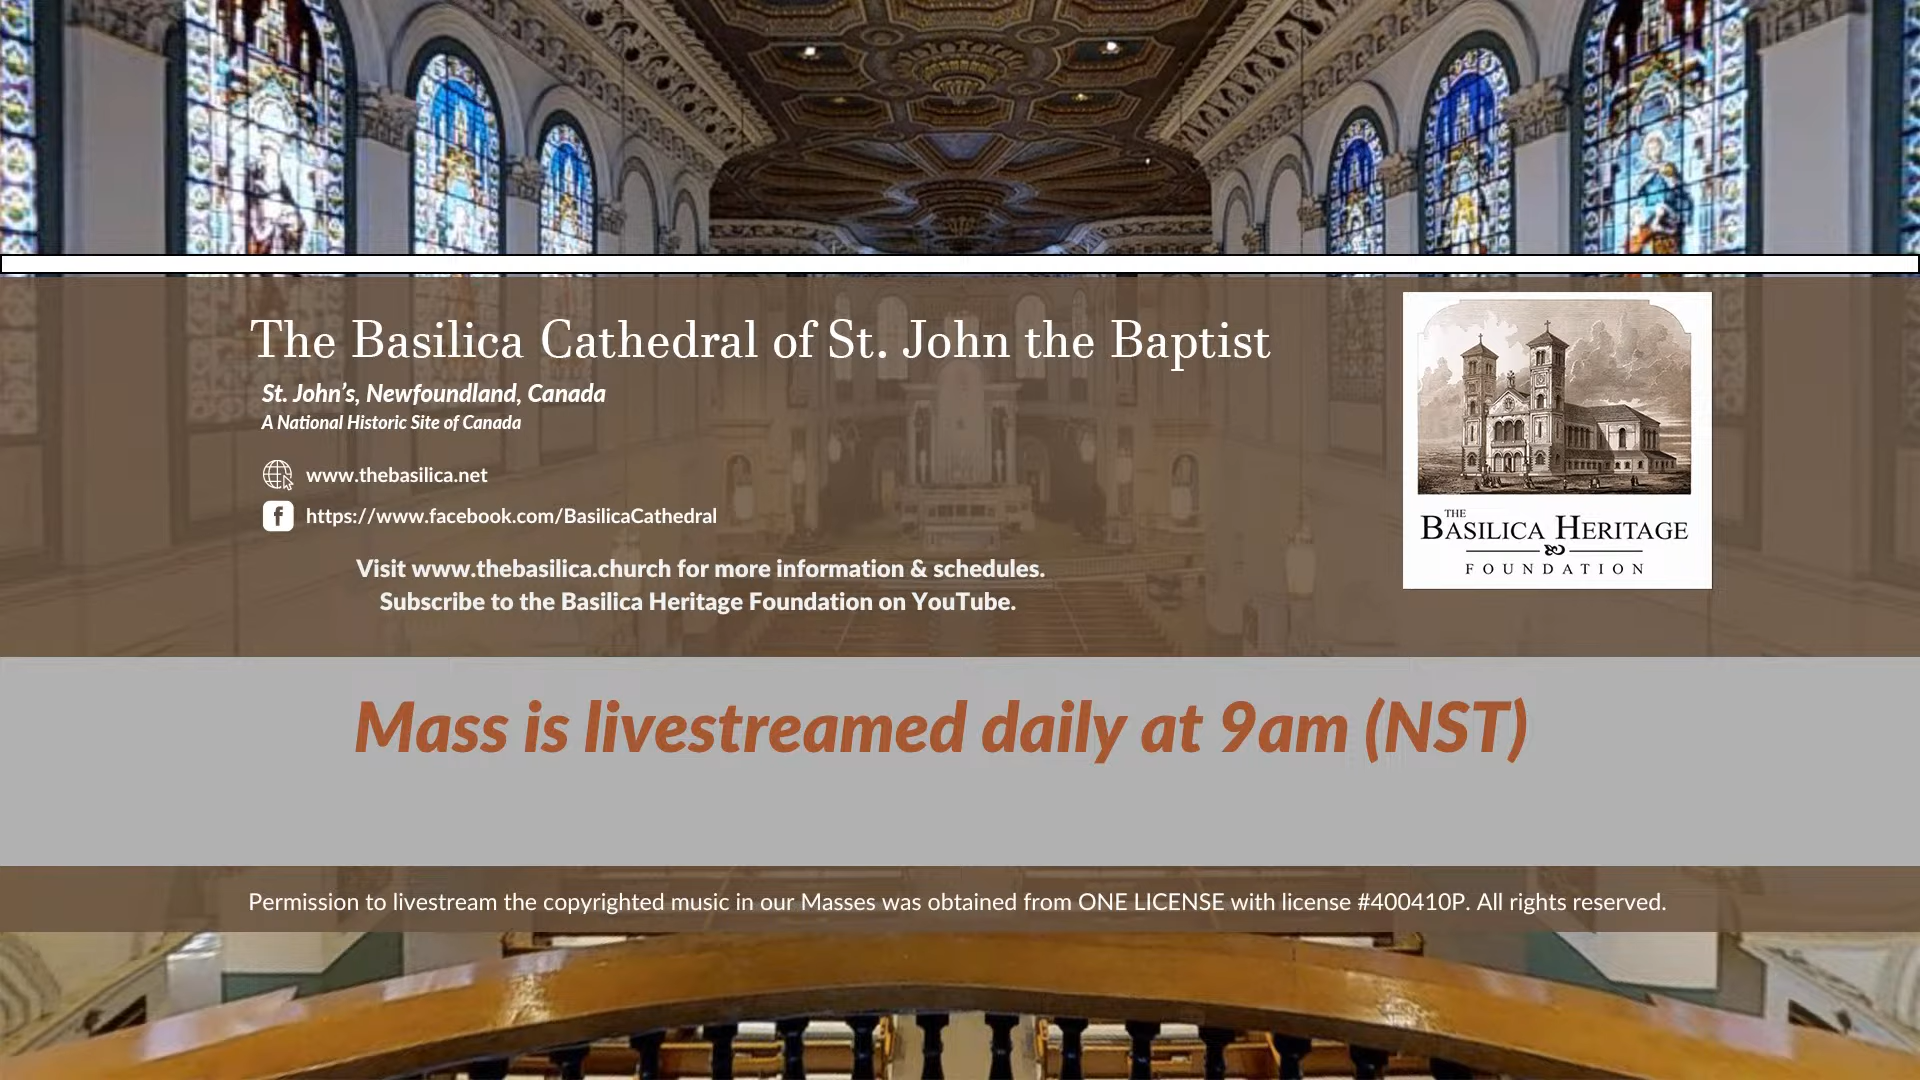 The Basilica Cathedral of St. John the Baptist
St. John’s, Newfoundland, Canada
A National Historic Site of Canada
www.thebasilica.net
https://www.facebook.com/BasilicaCathedral
Visit www.thebasilica.church for more information & schedules.
Subscribe to the Basilica Heritage Foundation on YouTube.
THE
BASILICA HERITAGE
FOUNDATION
Mass is livestreamed daily at 9am (NST)
Permission to livestream the copyrighted music in our Masses was obtained from ONE LICENSE with license #400410P. All rights reserved.